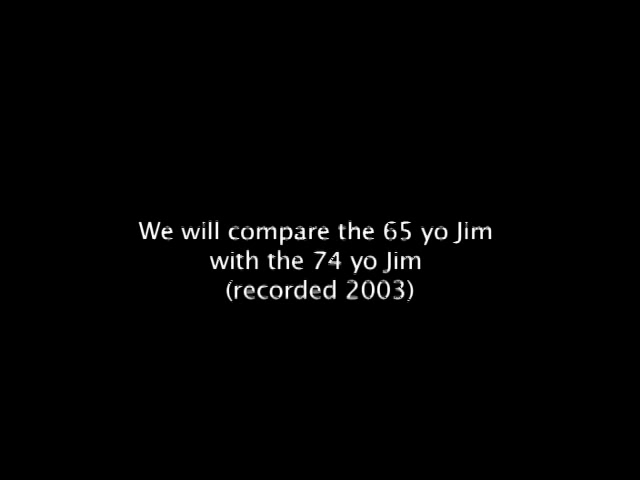 We will compare the 65 yo Jim
with the 74 yo Jim
(recorded 2003)